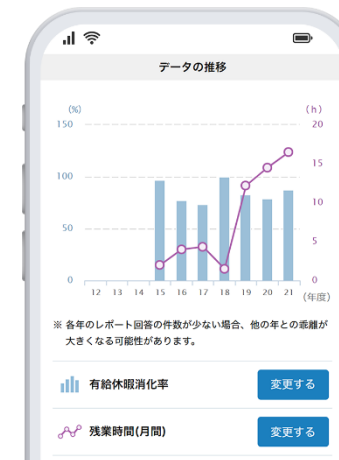 データの推移
(%)
(h)
150
20
15
100
10
50
5
0
0
12 13 14 15 16 17 18 19 20 21
(年度)
※ 各年のレポート回答の件数が少ない場合、他の年との乖離が
大きくなる可能性があります。
有給休暇消化率
変更する
残業時間(月間)
変更する